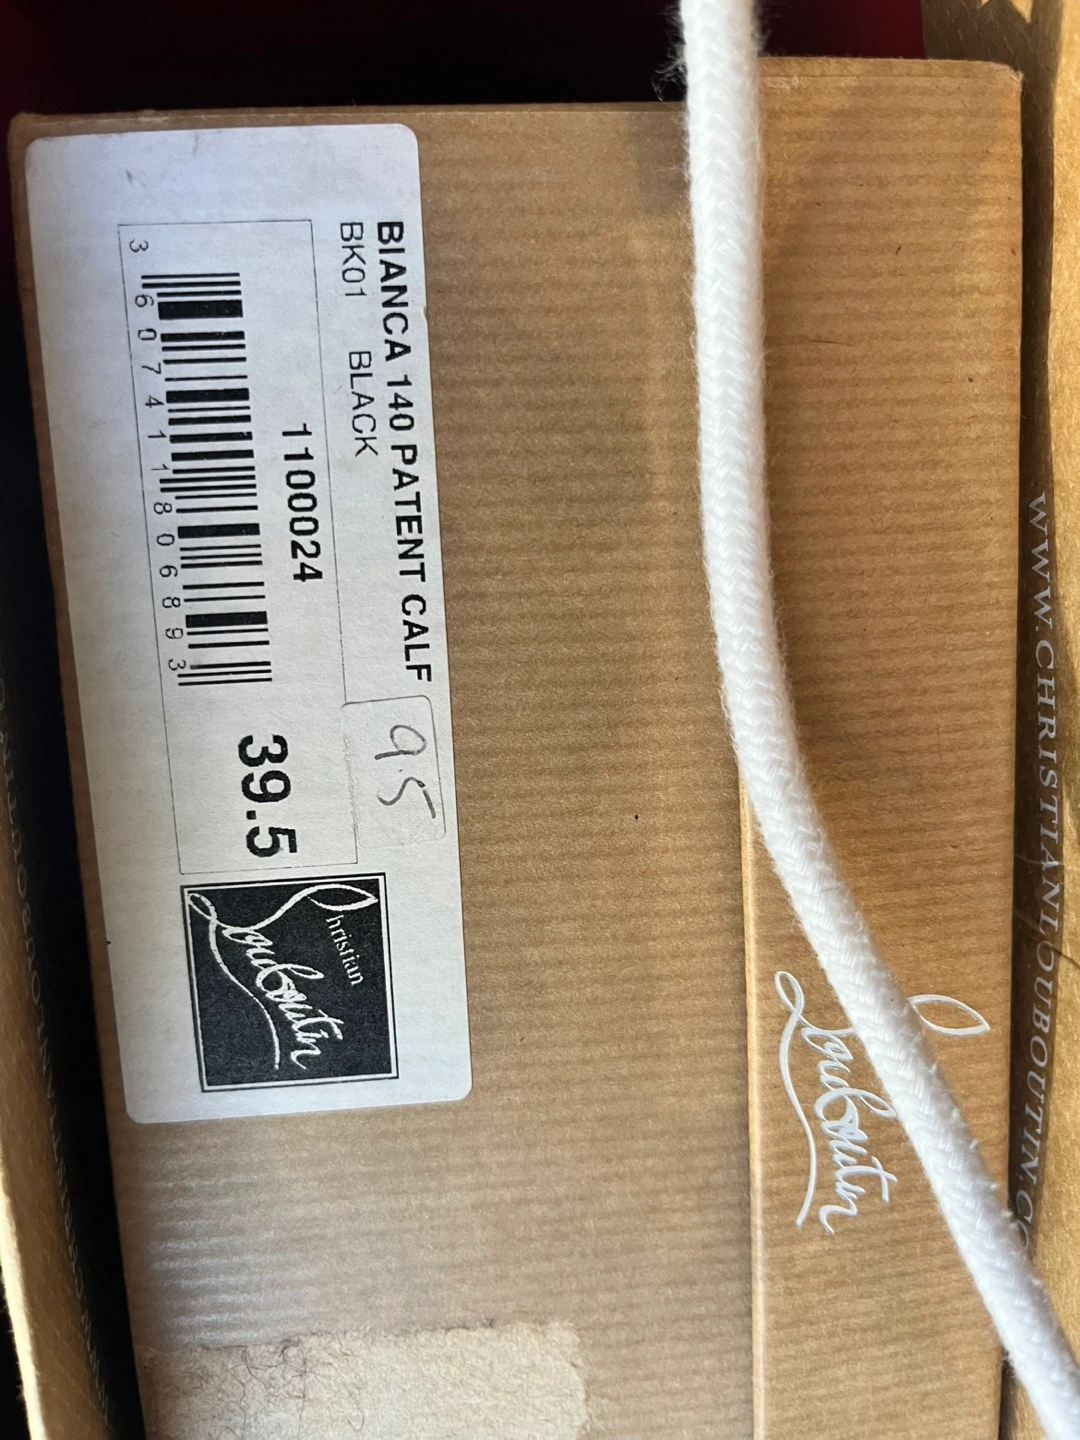 BIANCA 140 PATENT CALF
BK01 BLACK
9.5
1100024
3 607411 806893
39.5
Christian
Louboutin
Louboutin
WWW.CHRISTIANLOUBOUTIN.CO